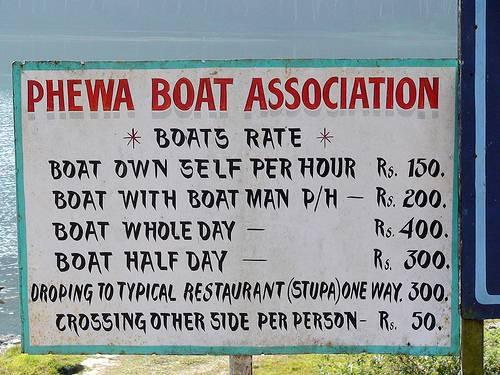 PHEWA BOAT ASSOCIATION
* BOATS RATE *
BOAT OWN SELF PER HOUR Rs. 150.
BOAT WITH BOAT MAN P/H — Rs. 200.
BOAT WHOLE DAY — Rs. 400.
BOAT HALF DAY — Rs. 300.
DROPING TO TYPICAL RESTAURANT (STUPA) ONE WAY. 300.
CROSSING OTHER SIDE PER PERSON - Rs. 50.